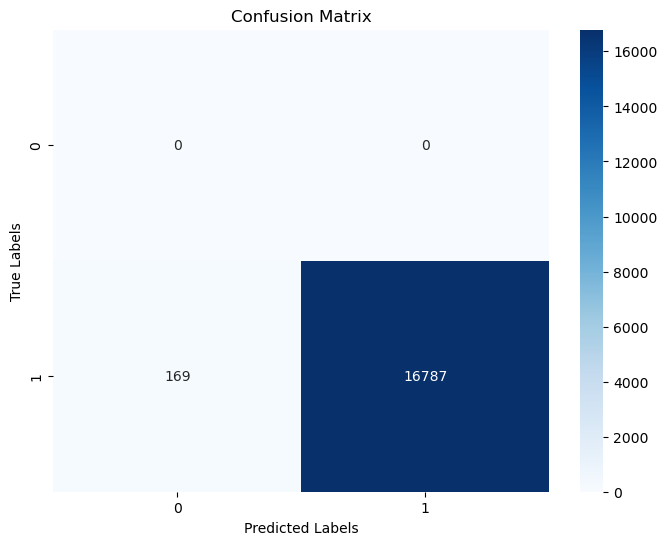 Confusion Matrix
0 0 0
1 169 16787
0 1
True Labels
Predicted Labels
16000
14000
12000
10000
8000
6000
4000
2000
0